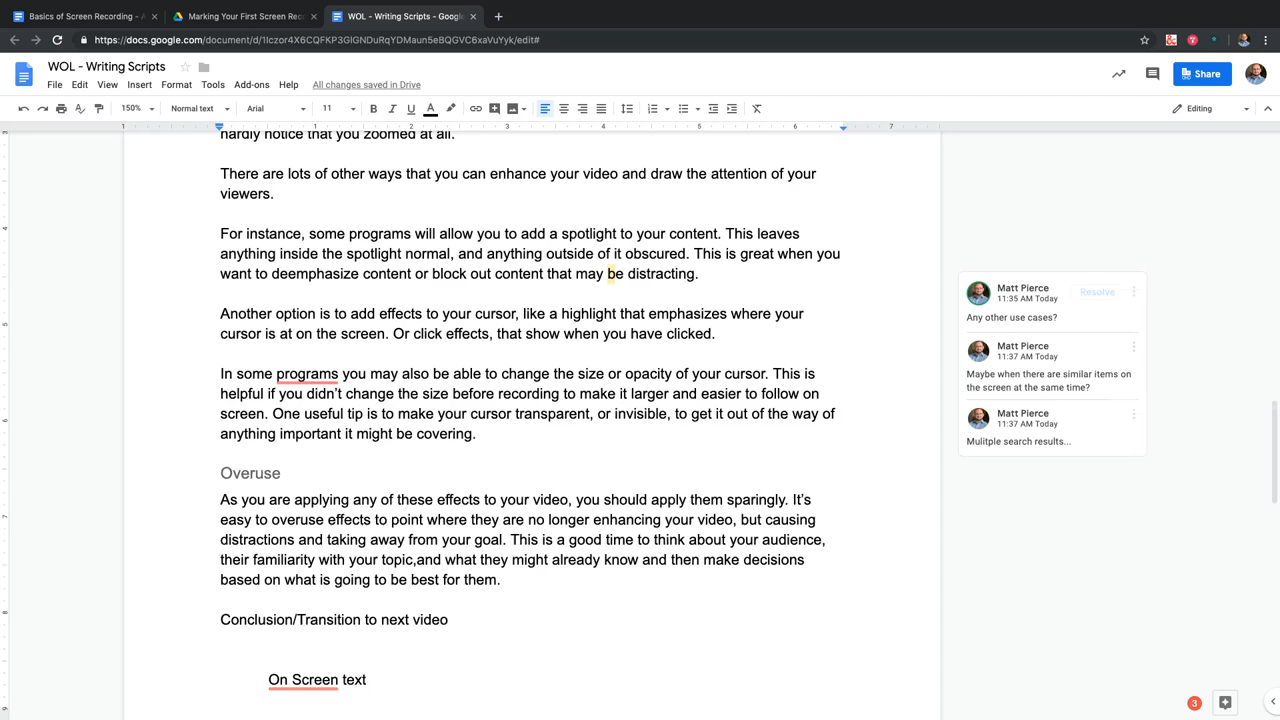 Basics of Screen Recording - A
Marking Your First Screen Rec
WOL - Writing Scripts - Google
https://docs.google.com/document/d/1Iczor4X6CQFKP3GlGNDuRqYDMaun5eBQGVC6xaVuYyk/edit#
WOL - Writing Scripts
File Edit View Insert Format Tools Add-ons Help All changes saved in Drive
Share
150% Normal text Arial 11 B I U A Editing
1 1 2 3 4 5 6 7
hardly notice that you zoomed at all.
There are lots of other ways that you can enhance your video and draw the attention of your
viewers.
For instance, some programs will allow you to add a spotlight to your content. This leaves
anything inside the spotlight normal, and anything outside of it obscured. This is great when you
want to deemphasize content or block out content that may be distracting.
Another option is to add effects to your cursor, like a highlight that emphasizes where your
cursor is at on the screen. Or click effects, that show when you have clicked.
In some programs you may also be able to change the size or opacity of your cursor. This is
helpful if you didn't change the size before recording to make it larger and easier to follow on
screen. One useful tip is to make your cursor transparent, or invisible, to get it out of the way of
anything important it might be covering.
Overuse
As you are applying any of these effects to your video, you should apply them sparingly. It's
easy to overuse effects to point where they are no longer enhancing your video, but causing
distractions and taking away from your goal. This is a good time to think about your audience,
their familiarity with your topic,and what they might already know and then make decisions
based on what is going to be best for them.
Conclusion/Transition to next video
On Screen text
Matt Pierce
11:35 AM Today
Resolve
Any other use cases?
Matt Pierce
11:37 AM Today
Maybe when there are similar items on
the screen at the same time?
Matt Pierce
11:37 AM Today
Mulitple search results...
3